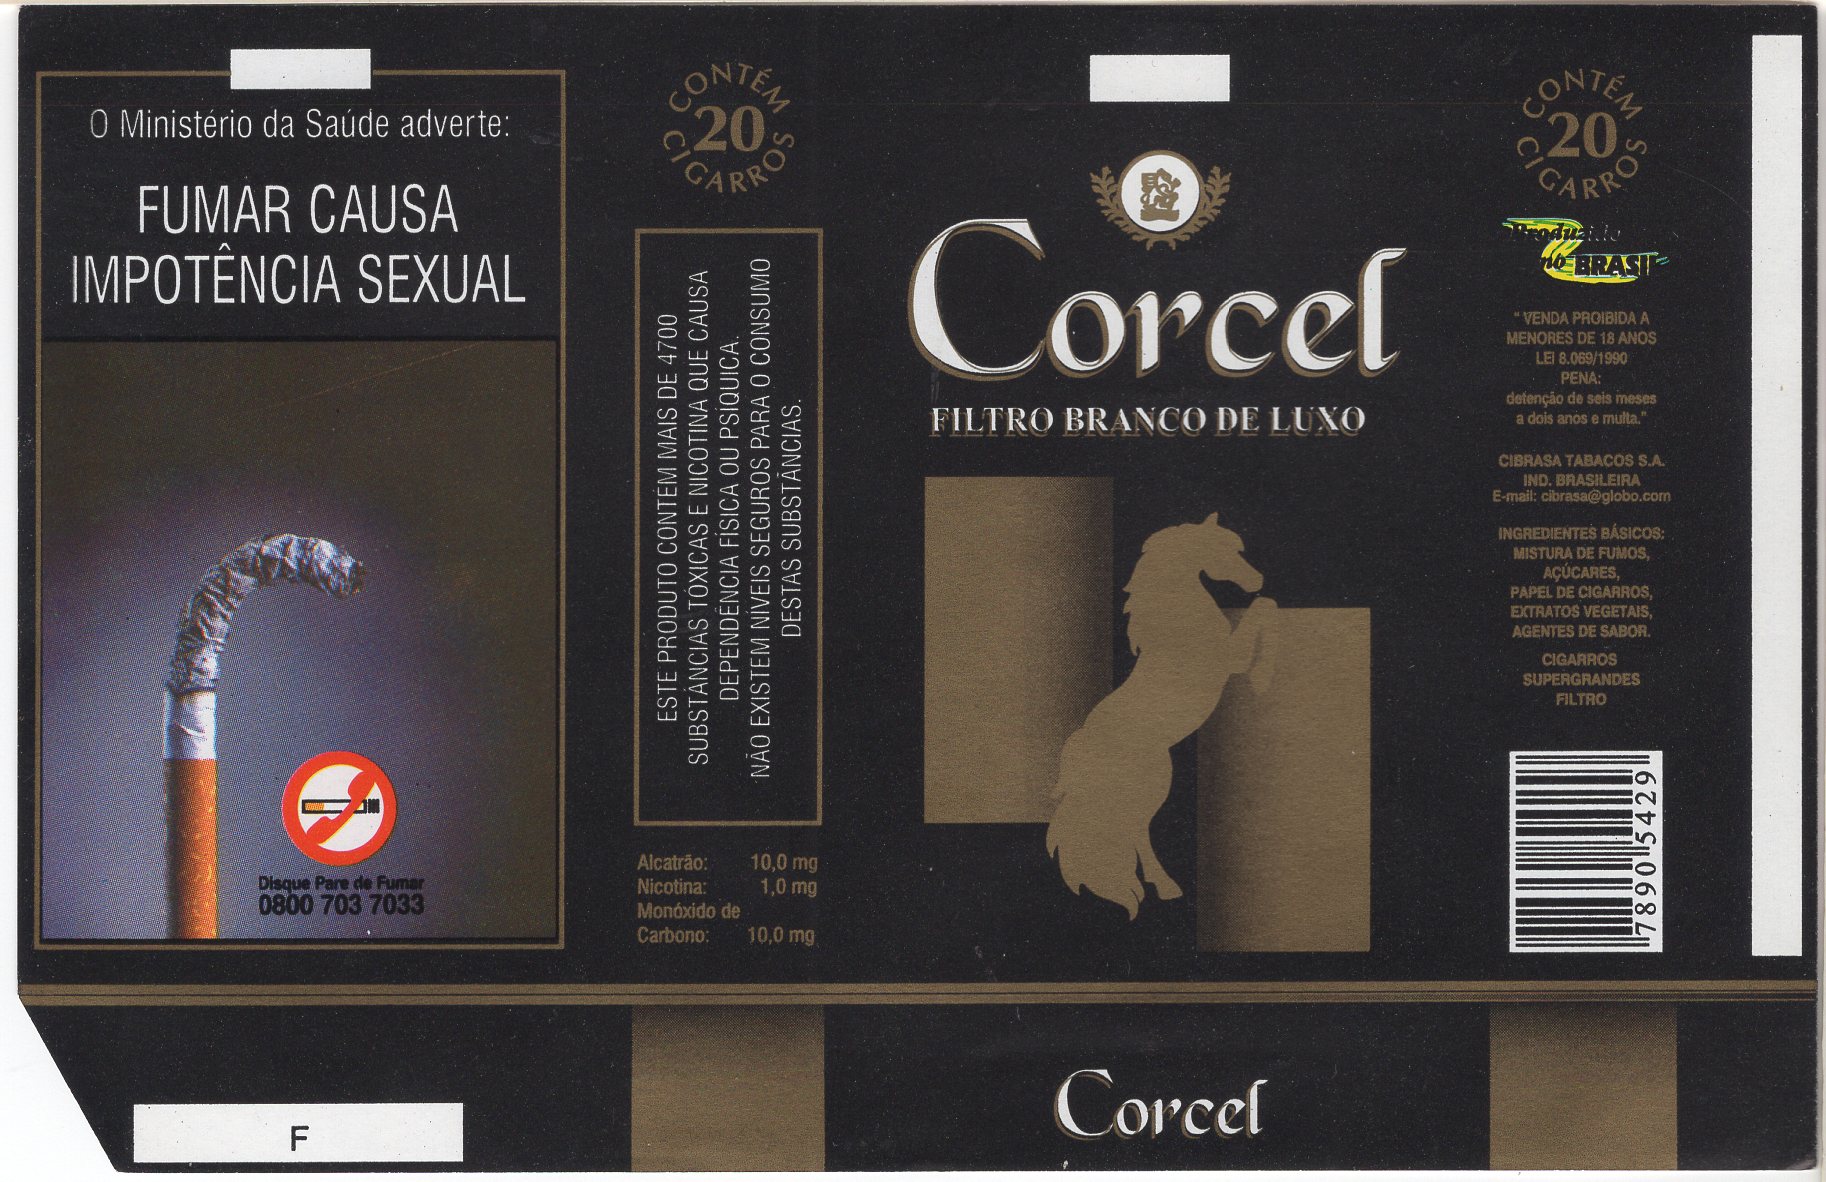 O Ministério da Saúde adverte:
FUMAR CAUSA
IMPOTÊNCIA SEXUAL
Disque Pare de Fumar
0800 703 7033
CONTÉM
20
CIGARROS
ESTE PRODUTO CONTÉM MAIS DE 4700
SUBSTÂNCIAS TÓXICAS E NICOTINA QUE CAUSA
DEPENDÊNCIA FÍSICA OU PSÍQUICA.
NÃO EXISTEM NÍVEIS SEGUROS PARA O CONSUMO
DESTAS SUBSTÂNCIAS.
Alcatrão: 10,0 mg
Nicotina: 1,0 mg
Monóxido de
Carbono: 10,0 mg
Corcel
FILTRO BRANCO DE LUXO
CONTÉM
20
CIGARROS
Produzido
no BRASIL
" VENDA PROIBIDA A
MENORES DE 18 ANOS
LEI 8.069/1990
PENA:
detenção de seis meses
a dois anos e multa."
CIBRASA TABACOS S.A.
IND. BRASILEIRA
E-mail: cibrasa@globo.com
INGREDIENTES BÁSICOS:
MISTURA DE FUMOS,
AÇÚCARES,
PAPEL DE CIGARROS,
EXTRATOS VEGETAIS,
AGENTES DE SABOR.
CIGARROS
SUPERGRANDES
FILTRO
78905429
F
Corcel